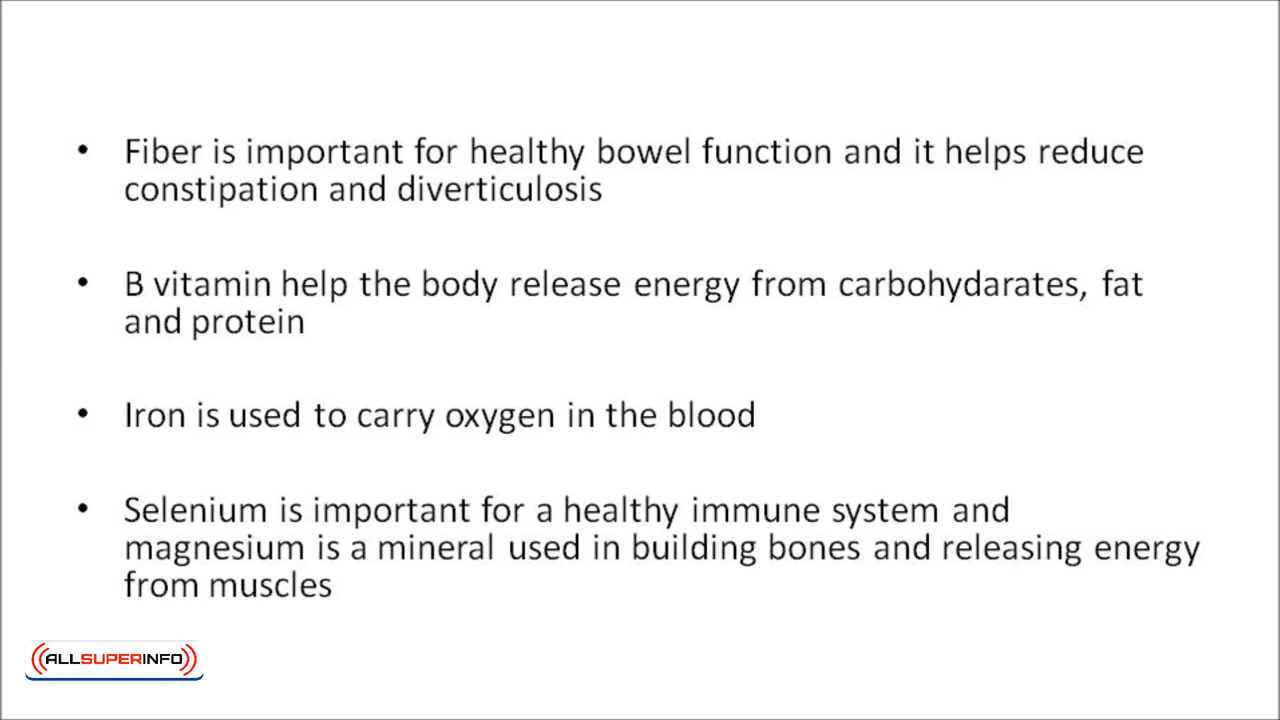 • Fiber is important for healthy bowel function and it helps reduce
constipation and diverticulosis
• B vitamin help the body release energy from carbohydarates, fat
and protein
• Iron is used to carry oxygen in the blood
• Selenium is important for a healthy immune system and
magnesium is a mineral used in building bones and releasing energy
from muscles
ALLSUPERINFO